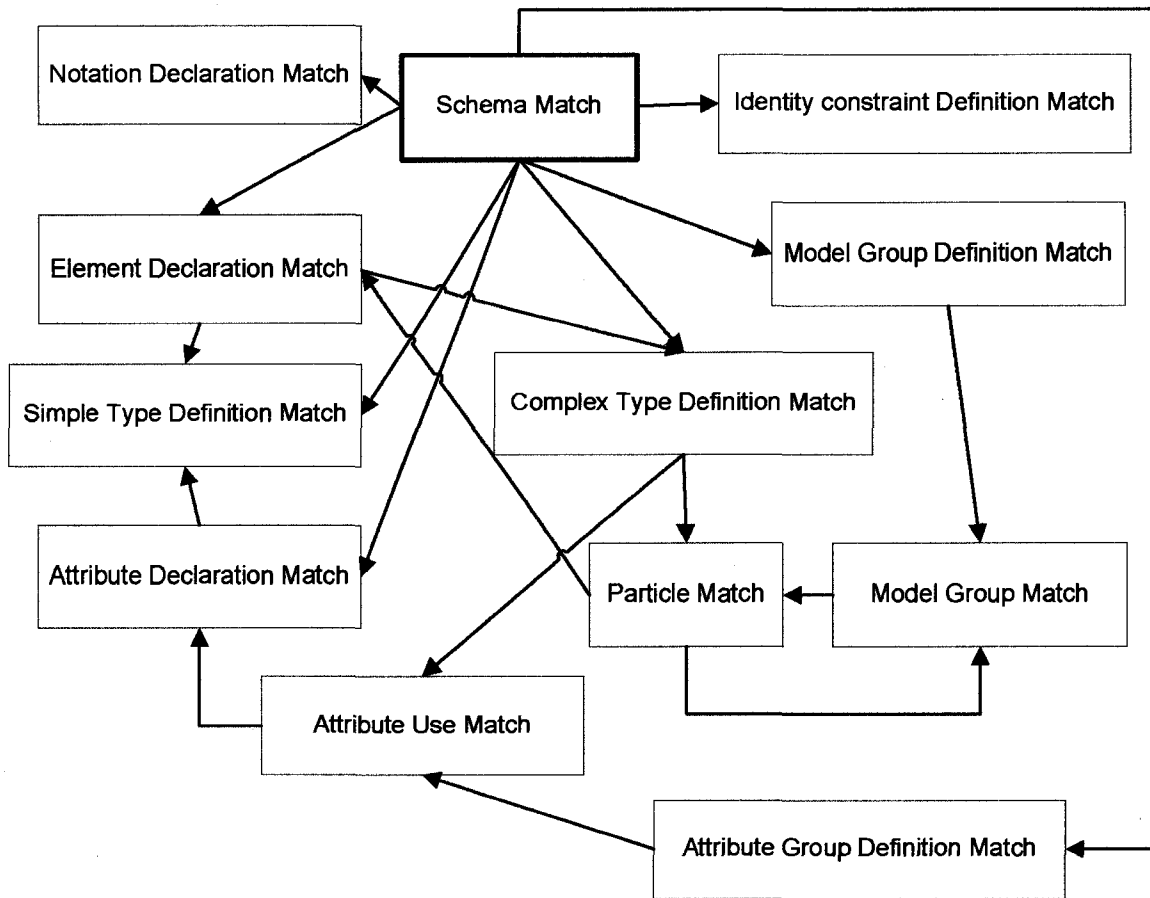 Notation Declaration Match
Schema Match
Identity constraint Definition Match
Element Declaration Match
Model Group Definition Match
Simple Type Definition Match
Complex Type Definition Match
Attribute Declaration Match
Particle Match
Model Group Match
Attribute Use Match
Attribute Group Definition Match